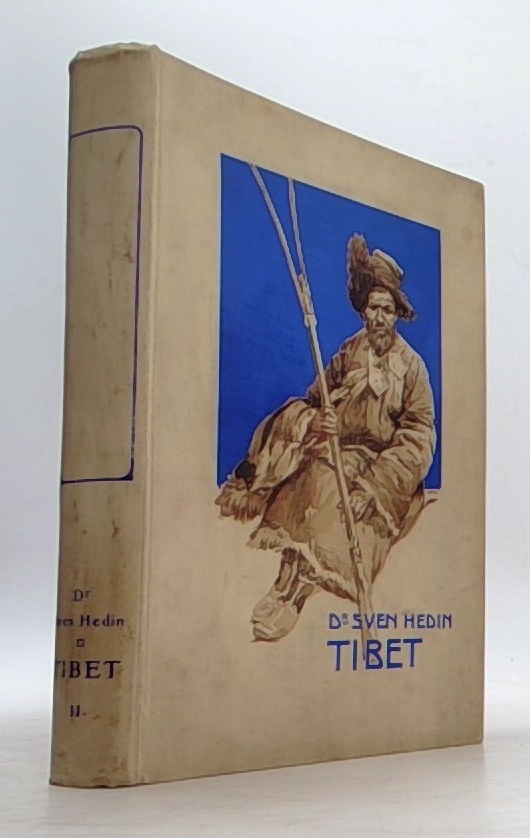 Dr
Hedin
TIBET
II.
DR SVEN HEDIN
TIBET